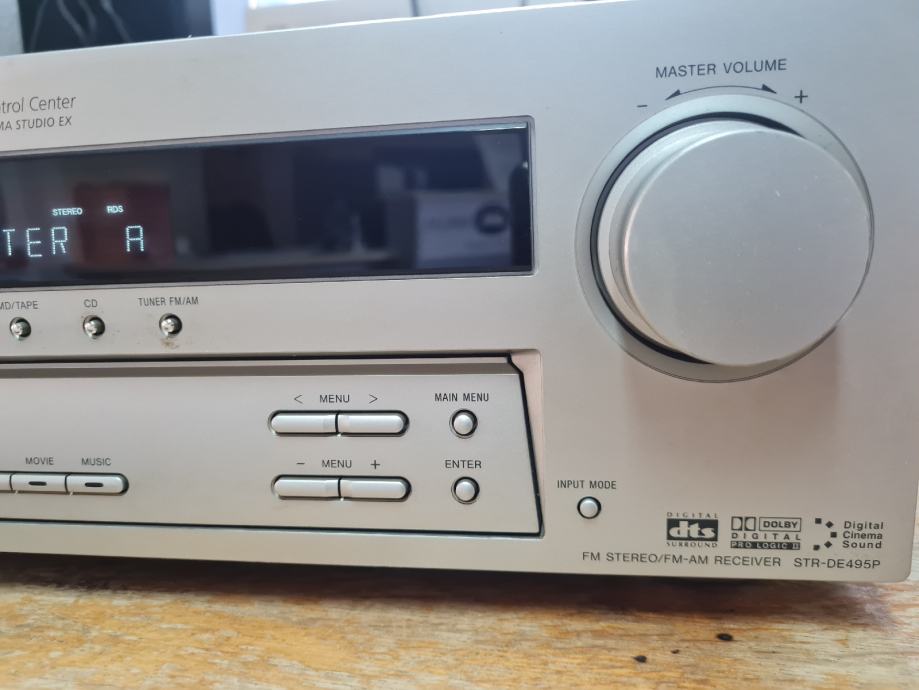 MASTER VOLUME
- +
ntrol Center
MA STUDIO EX
STEREO RDS
TER A
MD/TAPE CD TUNER FM/AM
< MENU > MAIN MENU
MOVIE MUSIC
- MENU + ENTER
INPUT MODE
DIGITAL
dts
SURROUND
DOLBY
DIGITAL
PRO LOGIC II
Digital
Cinema
Sound
FM STEREO/FM-AM RECEIVER STR-DE495P